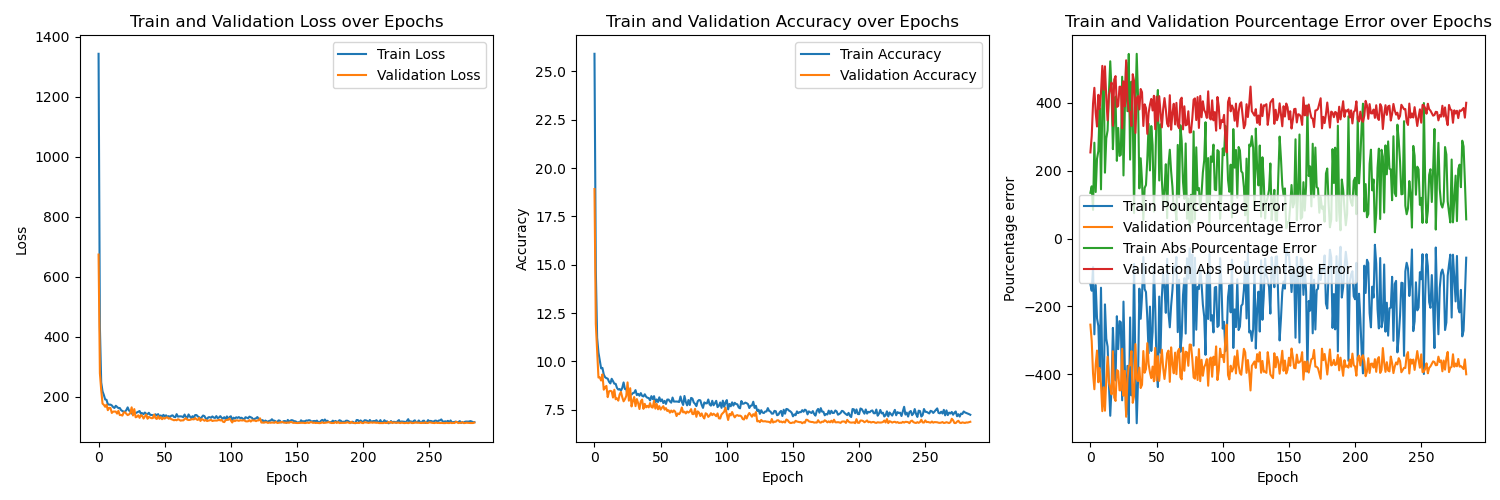 Train and Validation Loss over Epochs
Loss
1400
1200
1000
800
600
400
200
0
50
100
150
200
250
Epoch
Train Loss
Validation Loss
Train and Validation Accuracy over Epochs
Accuracy
25.0
22.5
20.0
17.5
15.0
12.5
10.0
7.5
0
50
100
150
200
250
Epoch
Train Accuracy
Validation Accuracy
Train and Validation Pourcentage Error over Epochs
Pourcentage error
400
200
0
−200
−400
0
50
100
150
200
250
Epoch
Train Pourcentage Error
Validation Pourcentage Error
Train Abs Pourcentage Error
Validation Abs Pourcentage Error